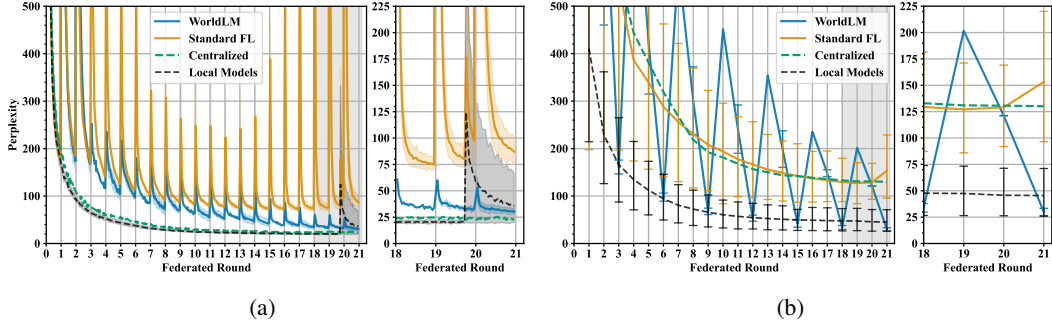 500
400
300
200
100
0
Perplexity
WorldLM
Standard FL
Centralized
Local Models
0 1 2 3 4 5 6 7 8 9 10 11 12 13 14 15 16 17 18 19 20 21
Federated Round
225
200
175
150
125
100
75
50
25
0
18 19 20 21
Federated Round
(a)
500
400
300
200
100
0
WorldLM
Standard FL
Centralized
Local Models
0 1 2 3 4 5 6 7 8 9 10 11 12 13 14 15 16 17 18 19 20 21
Federated Round
225
200
175
150
125
100
75
50
25
0
18 19 20 21
Federated Round
(b)